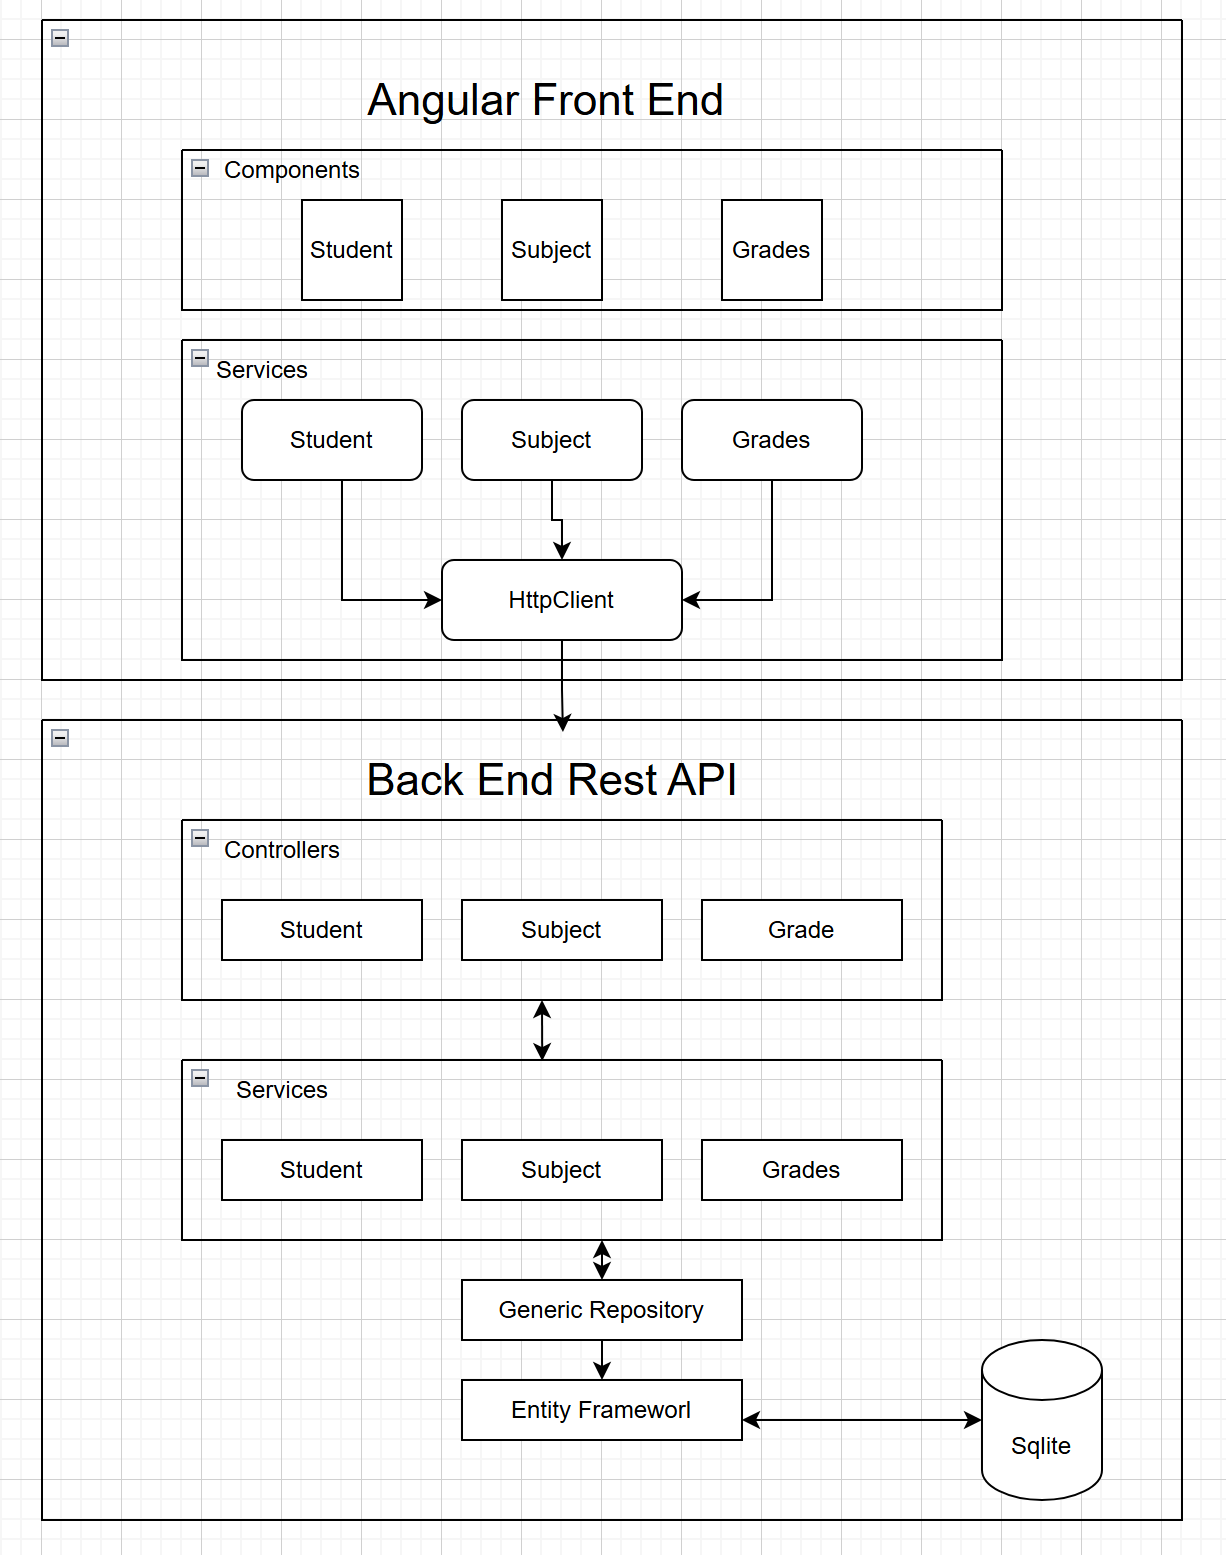 Angular Front End
Components
Student
Subject
Grades
Services
Student
Subject
Grades
HttpClient
Back End Rest API
Controllers
Student
Subject
Grade
Services
Student
Subject
Grades
Generic Repository
Entity Frameworl
Sqlite